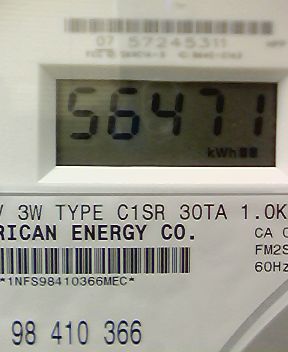 07 57245311
56471
kWh
V 3W TYPE C1SR 30TA 1.0K
RICAN ENERGY CO.
CA 0
FM2S
60Hz
*1NFS98410366MEC*
98 410 366